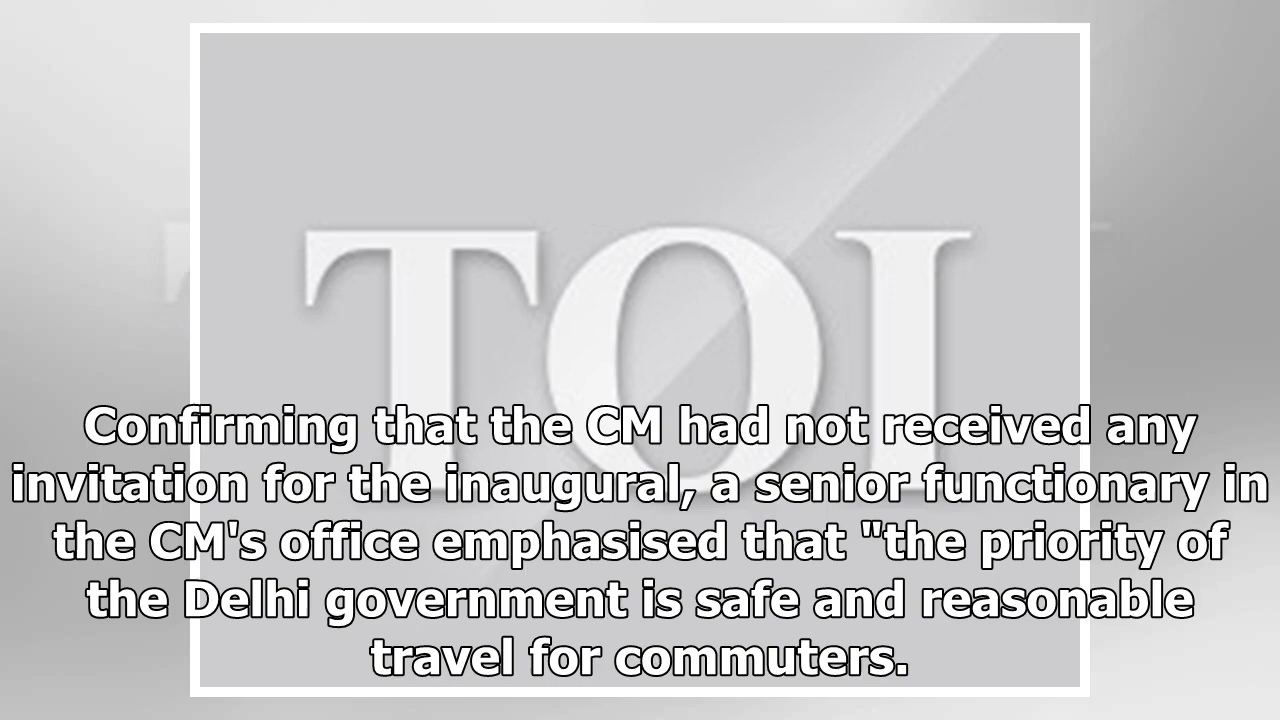 TOI
Confirming that the CM had not received any
invitation for the inaugural, a senior functionary in
the CM's office emphasised that "the priority of
the Delhi government is safe and reasonable
travel for commuters.